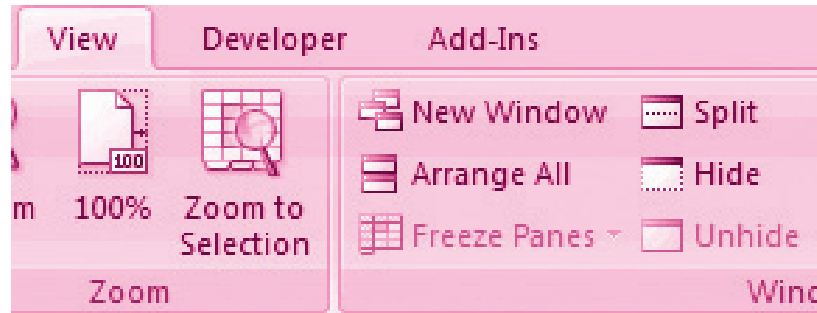 View Developer Add-Ins
100
m 100% Zoom to Selection
Zoom
New Window Split
Arrange All Hide
Freeze Panes Unhide
Wind